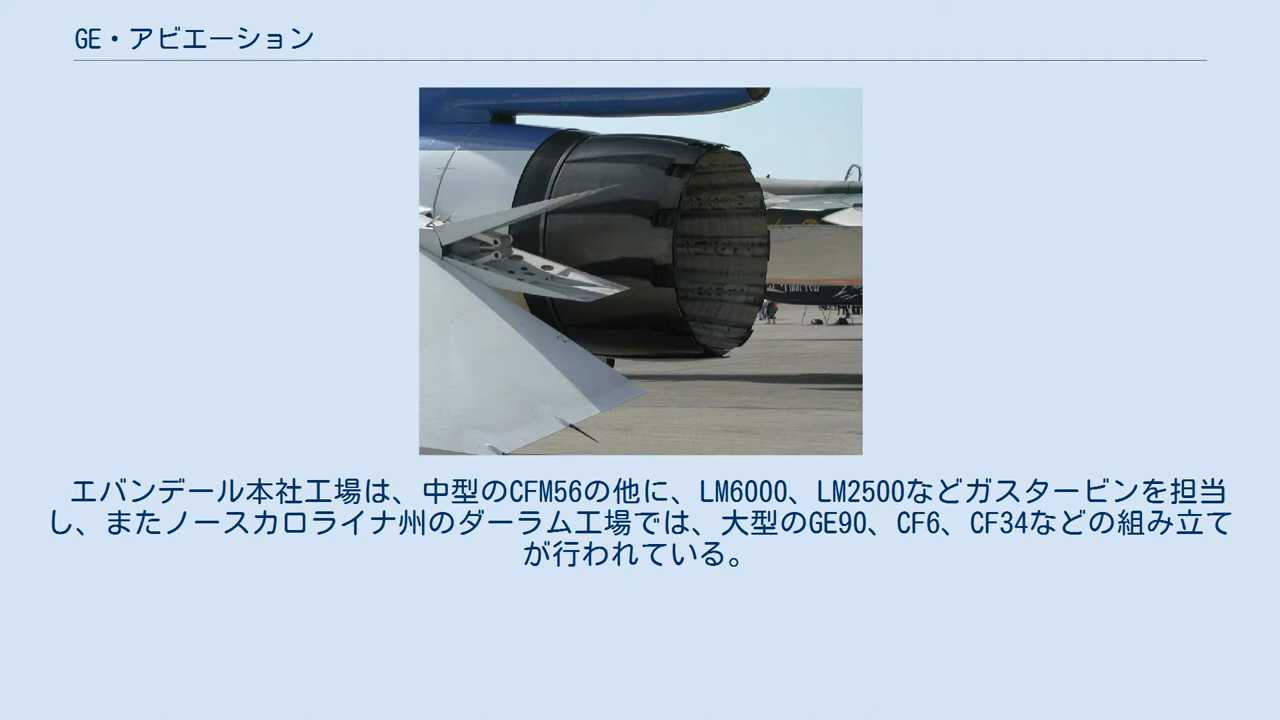 GE・アビエーション
エバンデール本社工場は、中型のCFM56の他に、LM6000、LM2500などガスタービンを担当
し、またノースカロライナ州のダーラム工場では、大型のGE90、CF6、CF34などの組み立て
が行われている。